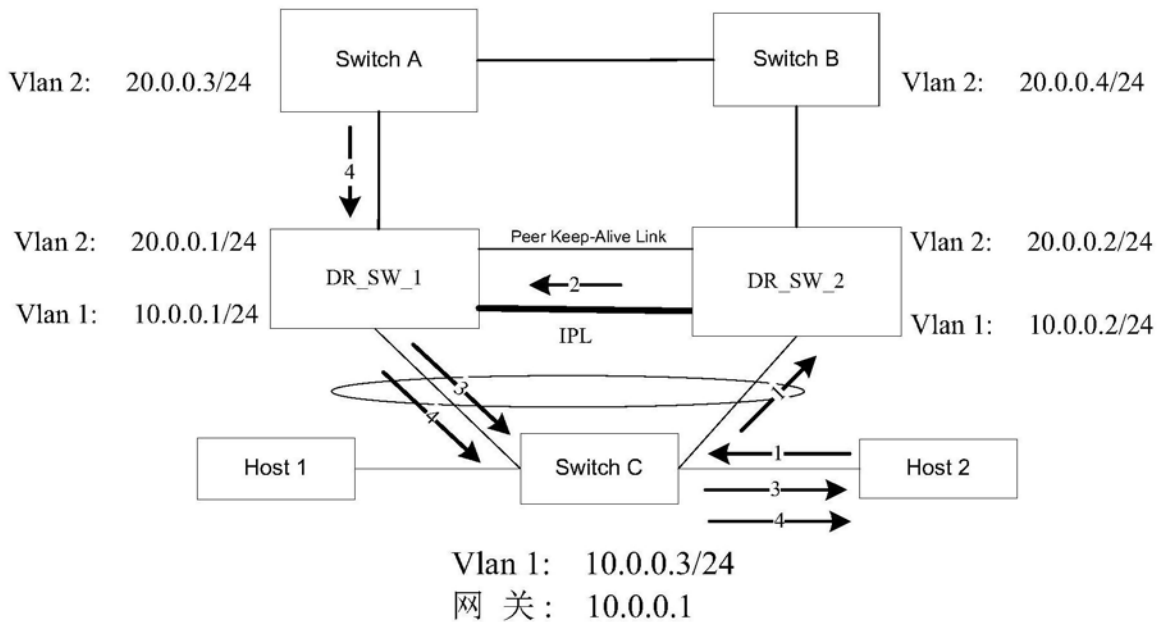 Switch A
Switch B
Vlan 2: 20.0.0.3/24
Vlan 2: 20.0.0.4/24
4
Vlan 2: 20.0.0.1/24
Peer Keep-Alive Link
Vlan 2: 20.0.0.2/24
DR_SW_1
2
DR_SW_2
Vlan 1: 10.0.0.1/24
IPL
Vlan 1: 10.0.0.2/24
3
4
1
Host 1
Switch C
1
Host 2
3
4
Vlan 1: 10.0.0.3/24
网 关: 10.0.0.1